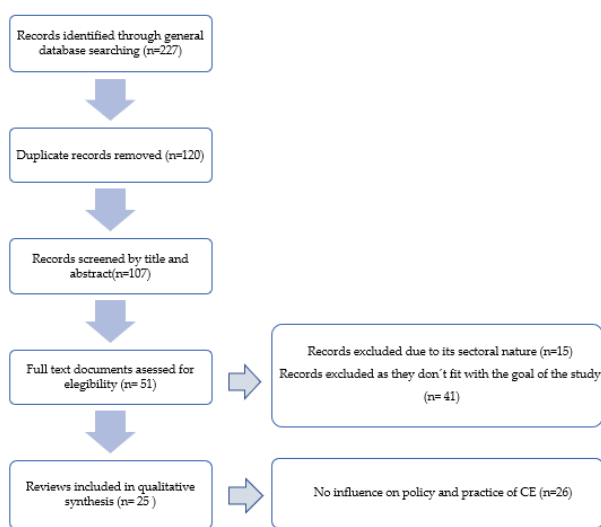 Records identified through general
database searching (n=227)
Duplicate records removed (n=120)
Records screened by title and
abstract(n=107)
Full text documents asessed for
elegibility (n= 51)
Records excluded due to its sectoral nature (n=15)
Records excluded as they don´t fit with the goal of the study
(n= 41)
Reviews included in qualitative
synthesis (n= 25 )
No influence on policy and practice of CE (n=26)